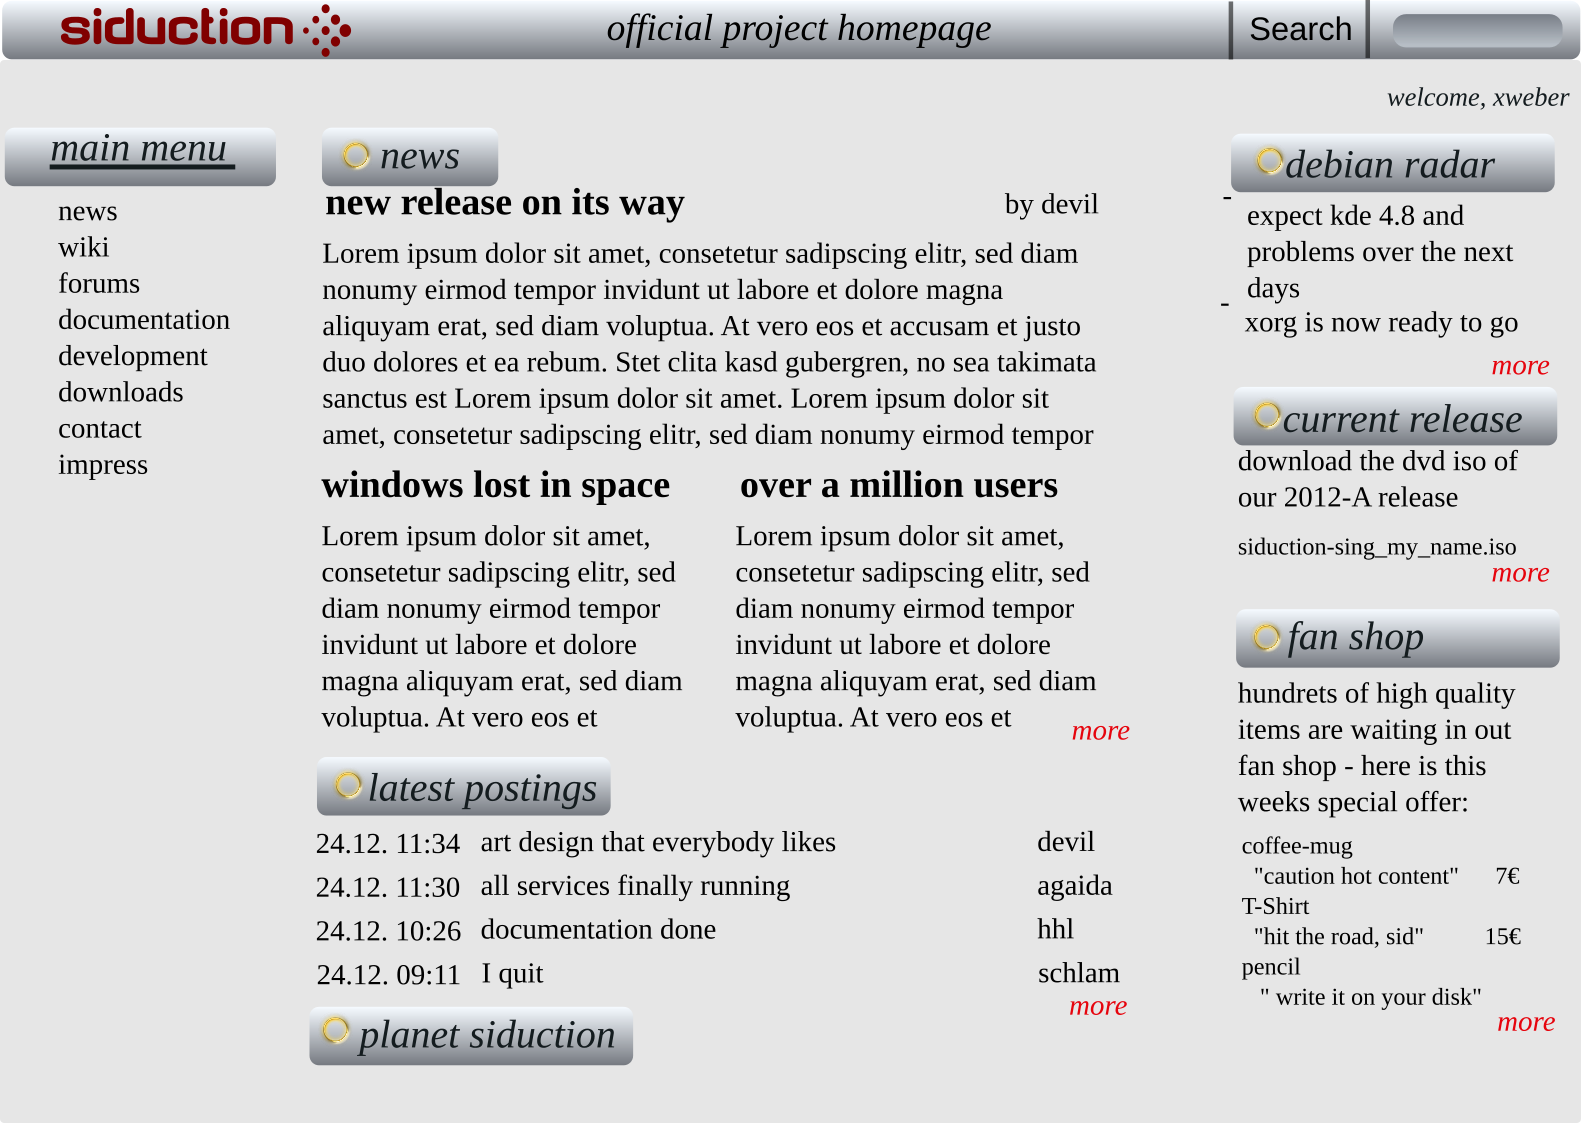 siduction
official project homepage
Search
welcome, xweber
main menu
news
wiki
forums
documentation
development
downloads
contact
impress
news
new release on its way
by devil
Lorem ipsum dolor sit amet, consetetur sadipscing elitr, sed diam
nonumy eirmod tempor invidunt ut labore et dolore magna
aliquyam erat, sed diam voluptua. At vero eos et accusam et justo
duo dolores et ea rebum. Stet clita kasd gubergren, no sea takimata
sanctus est Lorem ipsum dolor sit amet. Lorem ipsum dolor sit
amet, consetetur sadipscing elitr, sed diam nonumy eirmod tempor
windows lost in space
Lorem ipsum dolor sit amet,
consetetur sadipscing elitr, sed
diam nonumy eirmod tempor
invidunt ut labore et dolore
magna aliquyam erat, sed diam
voluptua. At vero eos et
over a million users
Lorem ipsum dolor sit amet,
consetetur sadipscing elitr, sed
diam nonumy eirmod tempor
invidunt ut labore et dolore
magna aliquyam erat, sed diam
voluptua. At vero eos et
more
latest postings
24.12. 11:34 art design that everybody likes devil
24.12. 11:30 all services finally running agaida
24.12. 10:26 documentation done hhl
24.12. 09:11 I quit schlam
more
planet siduction
debian radar
- expect kde 4.8 and
problems over the next
days
- xorg is now ready to go
more
current release
download the dvd iso of
our 2012-A release
siduction-sing_my_name.iso
more
fan shop
hundrets of high quality
items are waiting in out
fan shop - here is this
weeks special offer:
coffee-mug
"caution hot content" 7€
T-Shirt
"hit the road, sid" 15€
pencil
" write it on your disk"
more